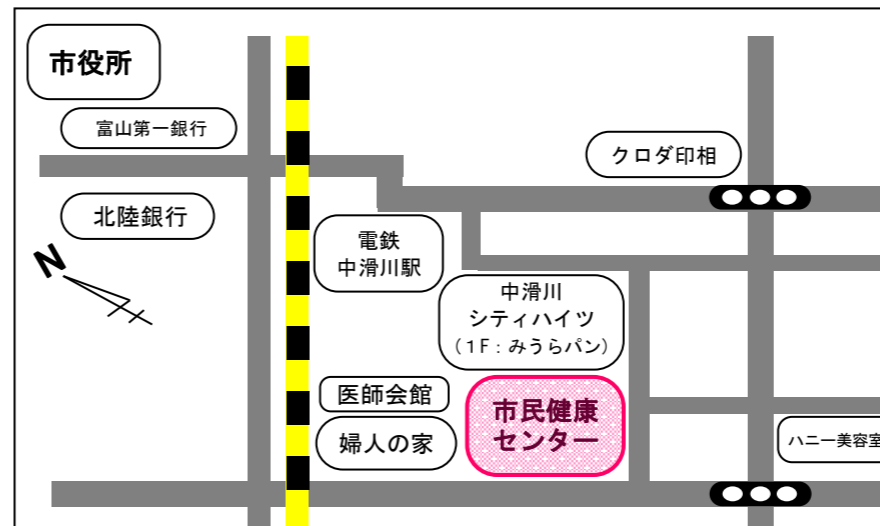 市役所
富山第一銀行
クロダ印相
北陸銀行
N
電鉄
中滑川駅
中滑川
シティハイツ
(1F:みうらパン)
医師会館
市民健康
センター
婦人の家
ハニー美容室